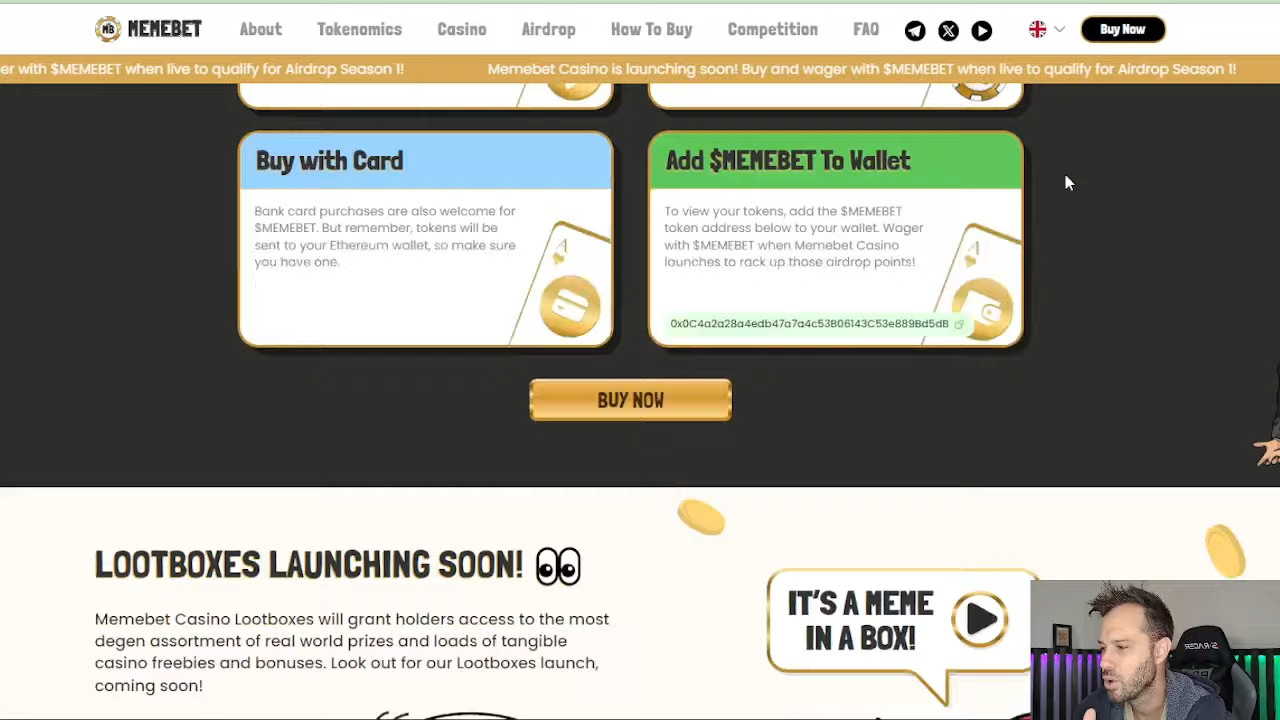 MB MEMEBET About Tokenomics Casino Airdrop How To Buy Competition FAQ Buy Now
er with $MEMEBET when live to qualify for Airdrop Season 1! Memebet Casino is launching soon! Buy and wager with $MEMEBET when live to qualify for Airdrop Season 1!
Buy with Card
Bank card purchases are also welcome for
$MEMEBET. But remember, tokens will be
sent to your Ethereum wallet, so make sure
you have one.
A
Add $MEMEBET To Wallet
To view your tokens, add the $MEMEBET
token address below to your wallet. Wager
with $MEMEBET when Memebet Casino
launches to rack up those airdrop points!
A
0x0C4a2a28a4edb47a7a4c53B06143C53e889Bd5dB
BUY NOW
LOOTBOXES LAUNCHING SOON!
Memebet Casino Lootboxes will grant holders access to the most
degen assortment of real world prizes and loads of tangible
casino freebies and bonuses. Look out for our Lootboxes launch,
coming soon!
IT'S A MEME
IN A BOX!
S-RACER